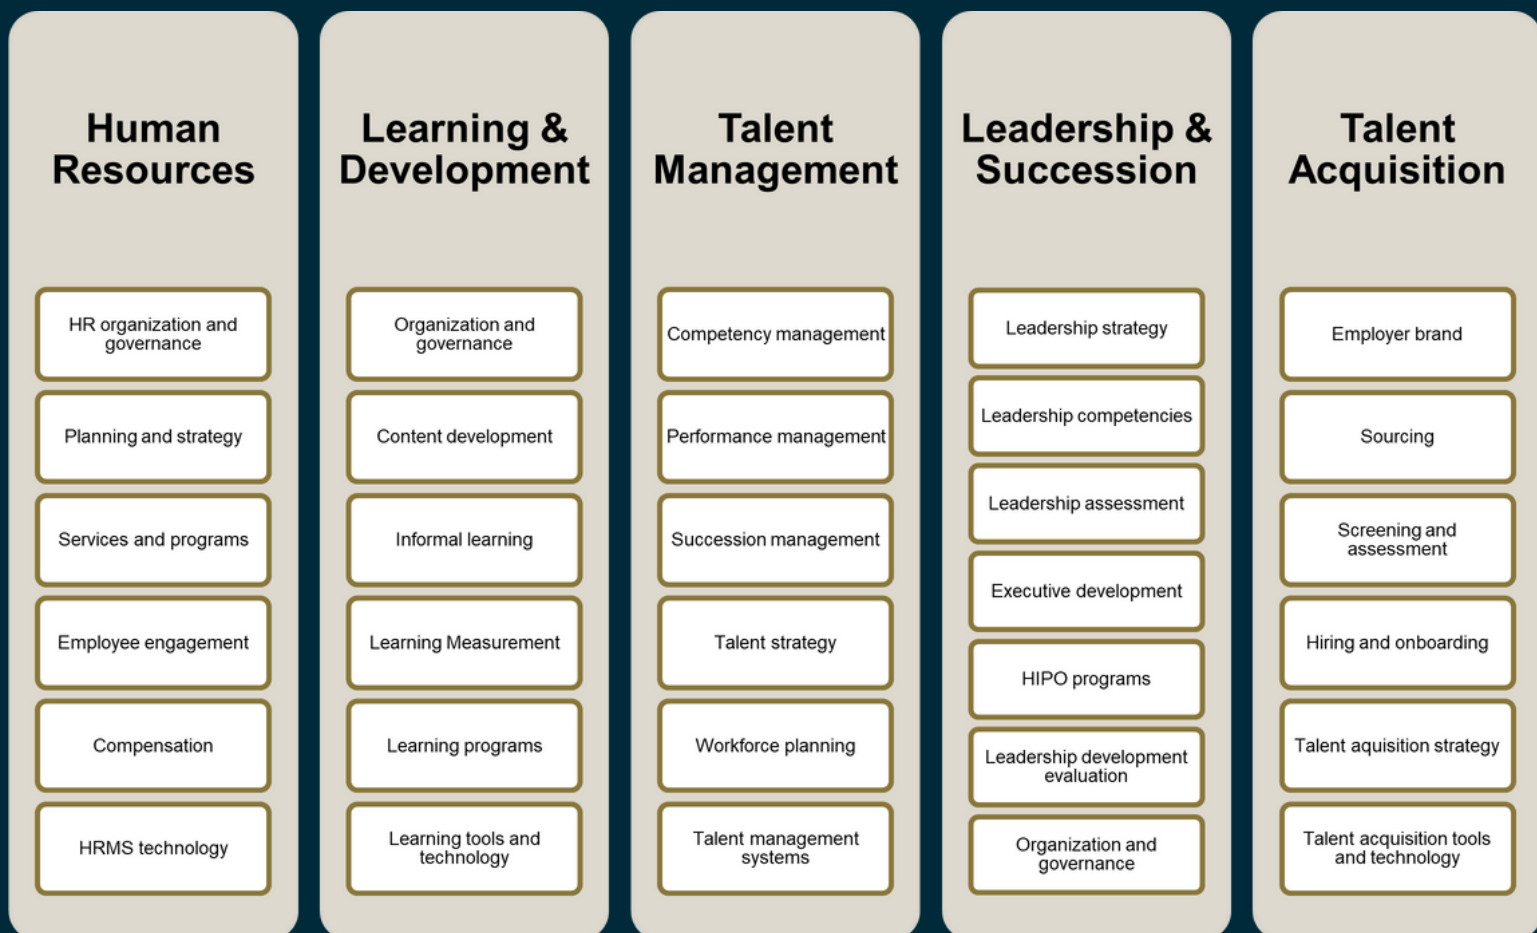 Human
Resources
HR organization and
governance
Planning and strategy
Services and programs
Employee engagement
Compensation
HRMS technology
Learning &
Development
Organization and
governance
Content development
Informal learning
Learning Measurement
Learning programs
Learning tools and
technology
Talent
Management
Competency management
Performance management
Succession management
Talent strategy
Workforce planning
Talent management
systems
Leadership &
Succession
Leadership strategy
Leadership competencies
Leadership assessment
Executive development
HIPO programs
Leadership development
evaluation
Organization and
governance
Talent
Acquisition
Employer brand
Sourcing
Screening and
assessment
Hiring and onboarding
Talent aquisition strategy
Talent acquisition tools
and technology